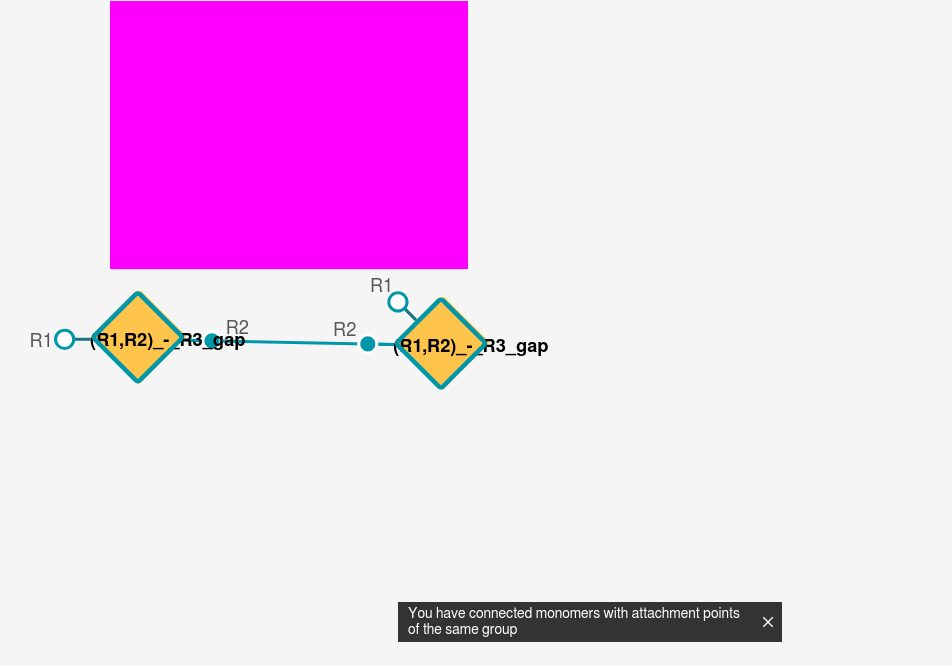 R1
R2
R2
R1
(R1,R2)_-_R3_gap
(R1,R2)_-_R3_gap
You have connected monomers with attachment points
of the same group